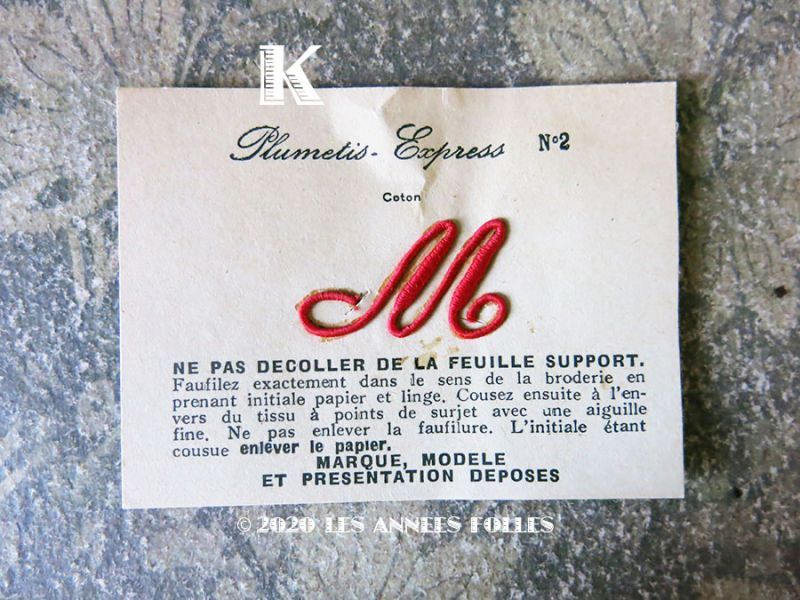 K
Plumetis-Express N°2
Coton
M
NE PAS DECOLLER DE LA FEUILLE SUPPORT.
Faufilez exactement dans le sens de la broderie en
prenant initiale papier et linge. Cousez ensuite à l'en-
vers du tissu à points de surjet avec une aiguille
fine. Ne pas enlever la faufilure. L'initiale étant
cousue enlever le papier.
MARQUE, MODELE
ET PRESENTATION DEPOSES
© 2020 LES ANNEES FOLLES